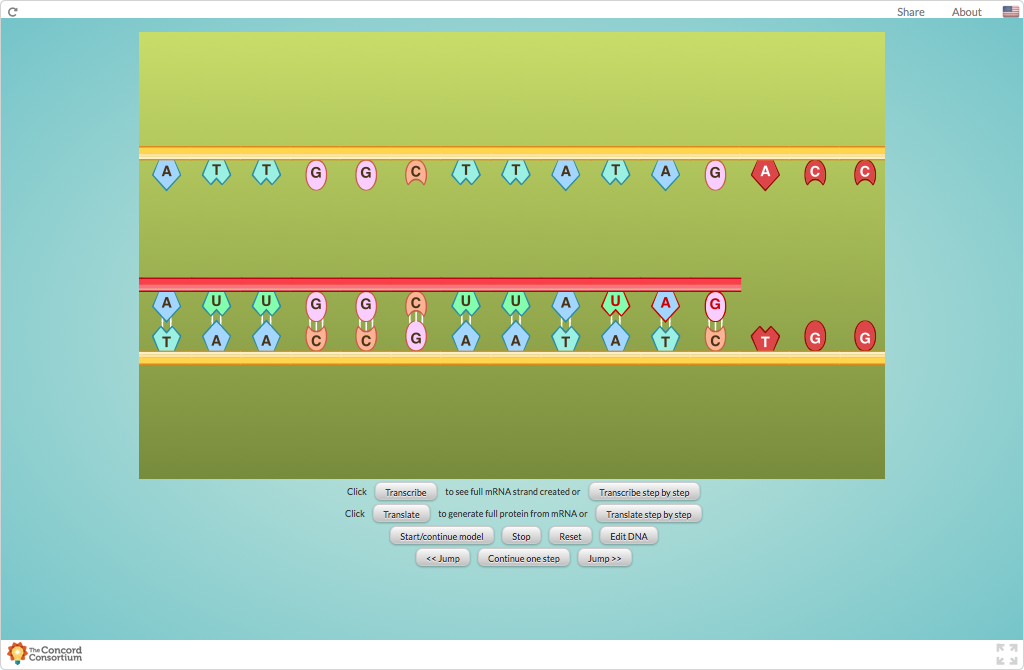 Share About
A T T G G C T T A T A G A C C
A U U G G C U U A U A G
T A A C C G A A T A T C T G G
Click Transcribe to see full mRNA strand created or Transcribe step by step
Click Translate to generate full protein from mRNA or Translate step by step
Start/continue model Stop Reset Edit DNA
<< Jump Continue one step Jump >>
The Concord
Consortium